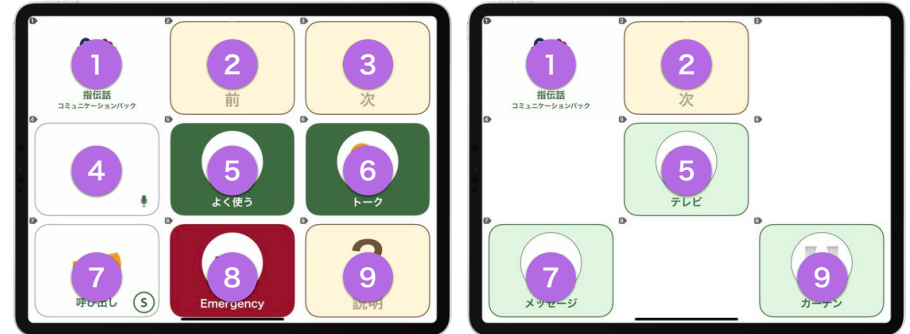 1
指伝話
コミュニケーションパック
2
前
3
次
4
5
よく使う
6
トーク
7
呼び出し
S
8
Emergency
9
説明
1
指伝話
コミュニケーションパック
2
次
5
テレビ
7
メッセージ
9
カーテン